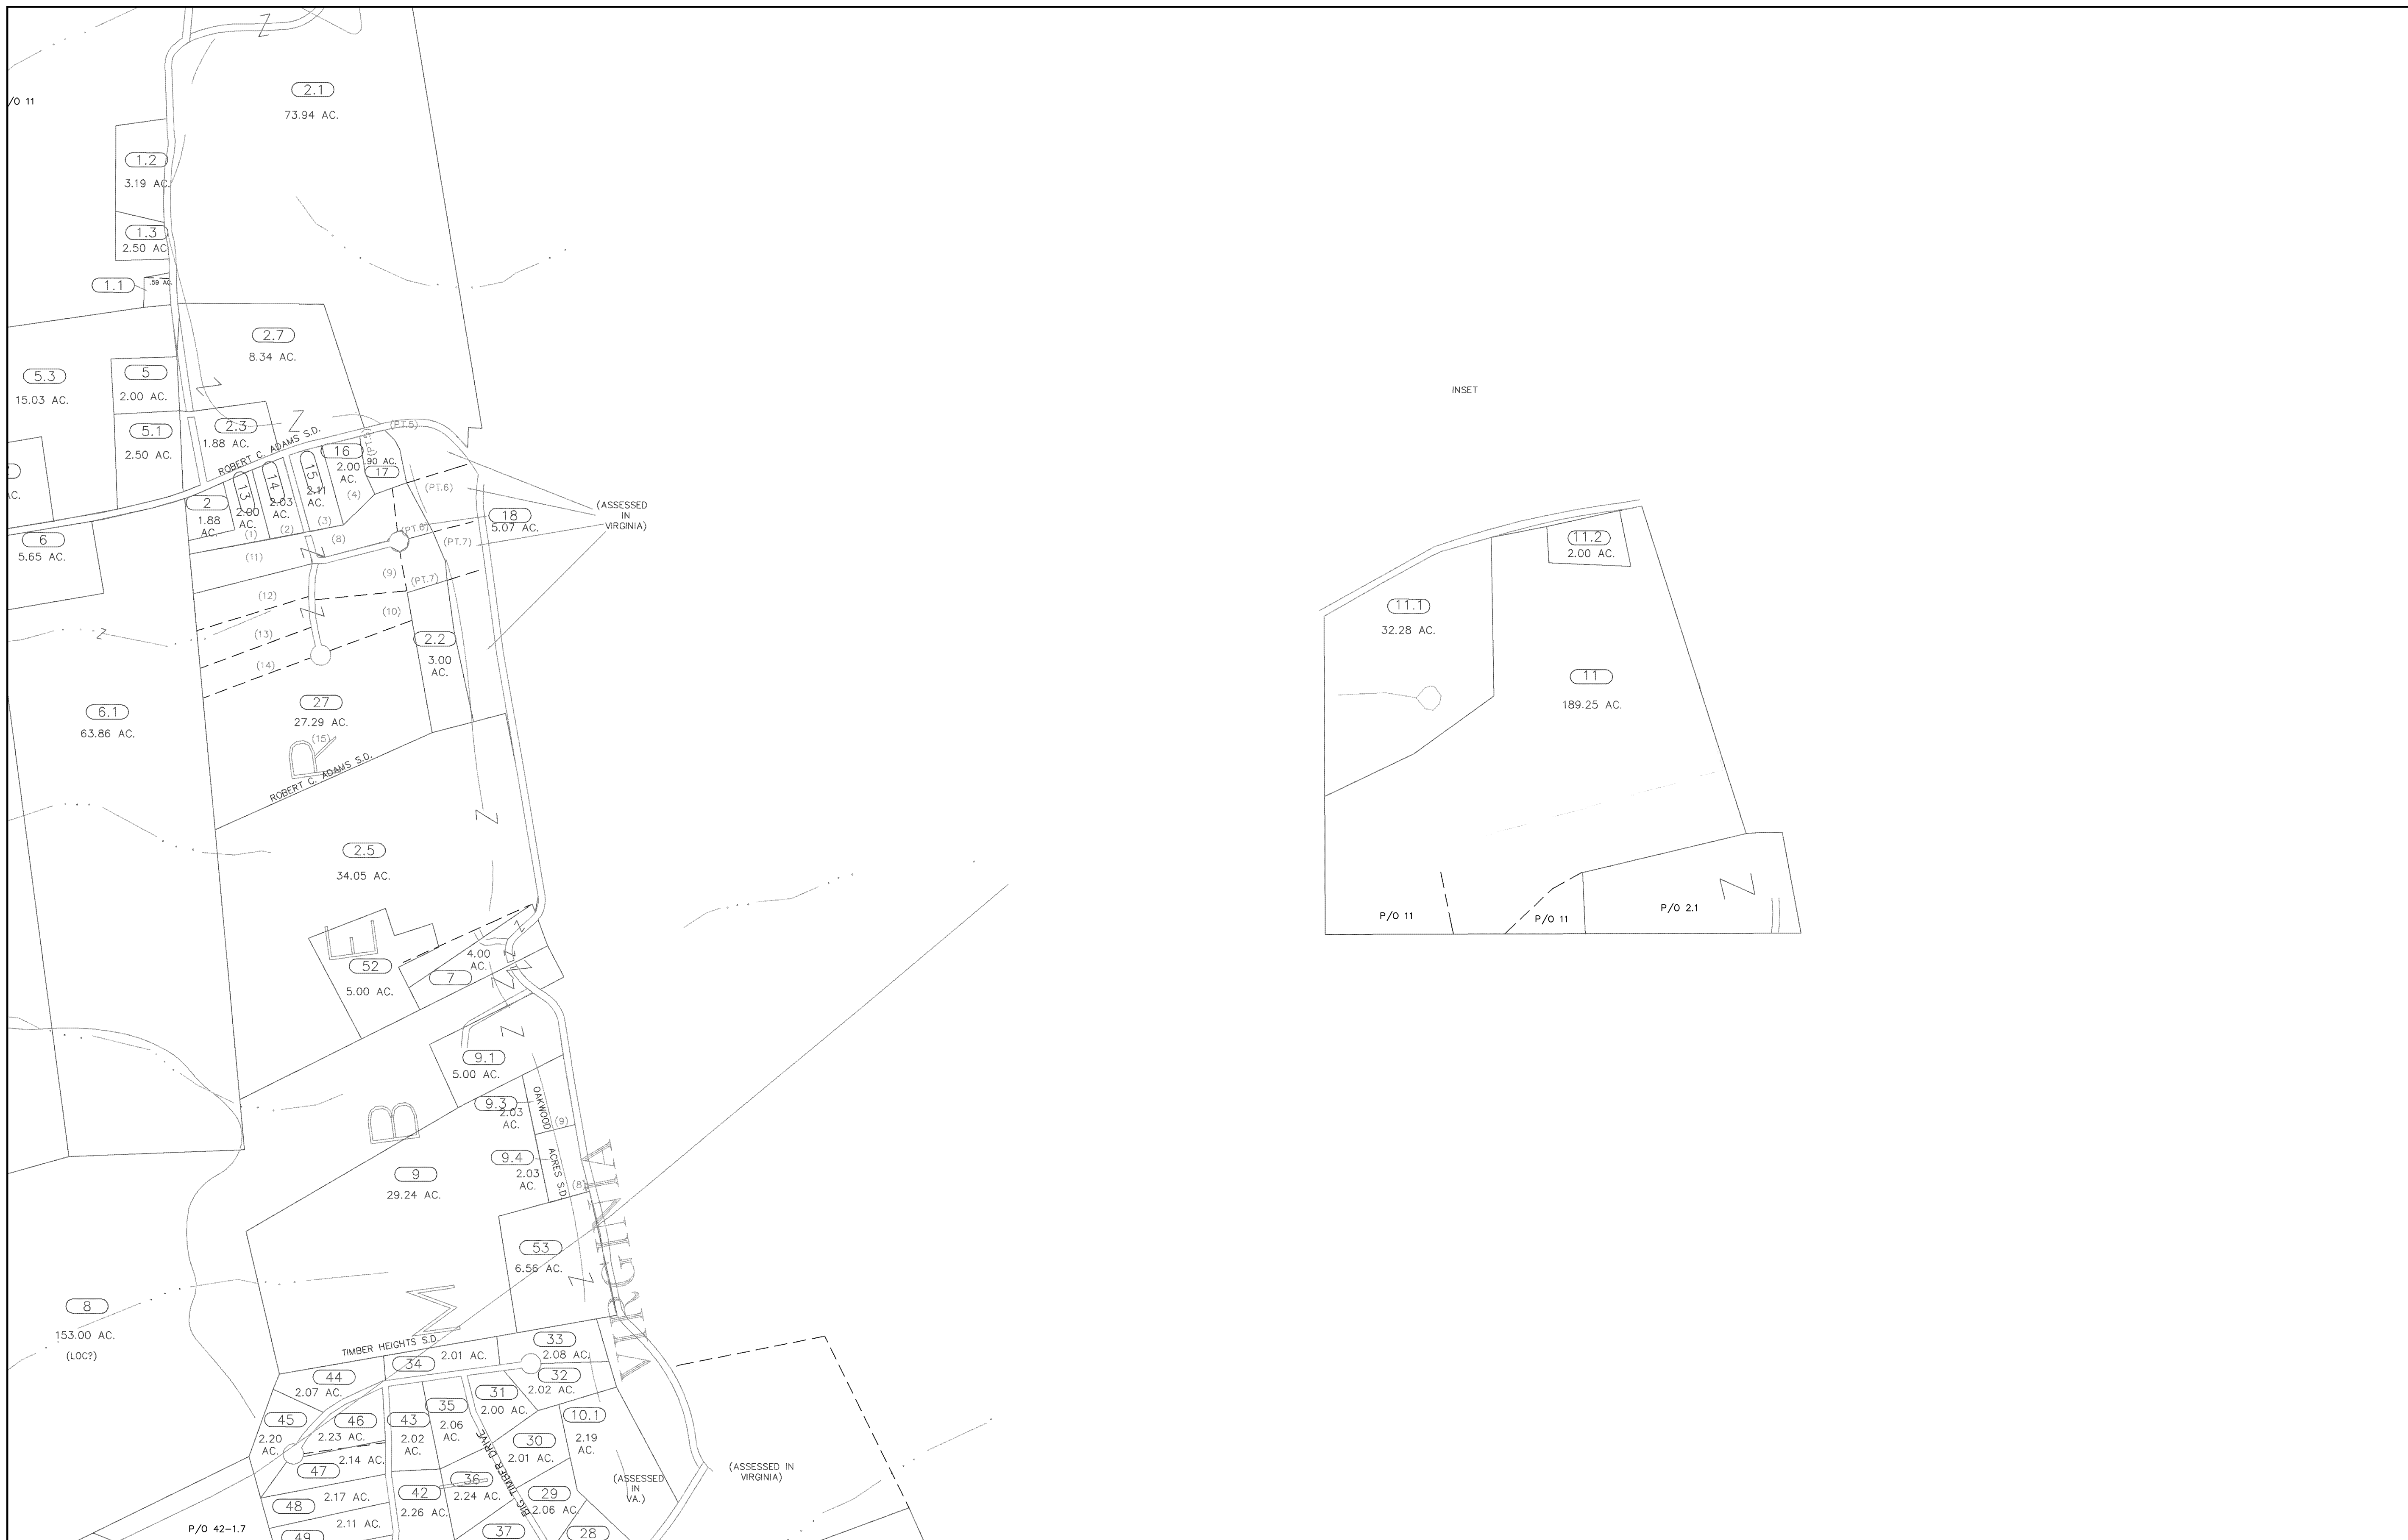 Z
2.1
73.94 AC.
P/O 11
1.2
3.19 AC.
1.3
2.50 AC
1.1
.59 AC.
2.7
8.34 AC.
5.3
15.03 AC.
5
2.00 AC.
5.1
2.50 AC.
Z
Z
2.3
1.88 AC.
ROBERT C. ADAMS S.D.
(PT.5)
(PT.5)
16
2.00
AC.
(4)
.90 AC.
17
15
2.11
AC.
(3)
14
2.03
AC.
(2)
13
2.00
AC.
(1)
2
1.88
AC.
AC.
6
5.65 AC.
(PT.6)
(PT.6)
18
5.07 AC.
(ASSESSED
IN
VIRGINIA)
(PT.7)
(PT.7)
(8)
(11)
Z
(9)
(12)
Z
(10)
(13)
(14)
Z
2.2
3.00
AC.
6.1
63.86 AC.
27
27.29 AC.
(15)
R
ROBERT C. ADAMS S.D.
Z
2.5
34.05 AC.
E
52
5.00 AC.
4.00
AC.
7
Z
Z
Z
Z
Z
9.1
5.00 AC.
9.3
2.03
AC.
OAKWOOD
(9)
B
9.4
2.03
AC.
ACRES S.D.
(8)
9
29.24 AC.
VIRGINIA
53
6.56 AC.
Z
M
8
153.00 AC.
(LOC?)
TIMBER HEIGHTS S.D.
33
2.08 AC.
34
2.01 AC.
44
2.07 AC.
32
2.02 AC.
31
2.00 AC.
35
2.06
AC.
45
2.20
AC.
46
2.23 AC.
43
2.02
AC.
10.1
2.19
AC.
30
2.01 AC.
BIG TIMBER DRIVE
47
2.14 AC.
36
2.24 AC.
(ASSESSED
IN
VA.)
(ASSESSED IN
VIRGINIA)
48
2.17 AC.
42
2.26 AC.
29
2.06 AC.
P/O 42-1.7
49
2.11 AC.
37
28
INSET
11.2
2.00 AC.
11.1
32.28 AC.
11
189.25 AC.
P/O 11
P/O 11
P/O 2.1
Z